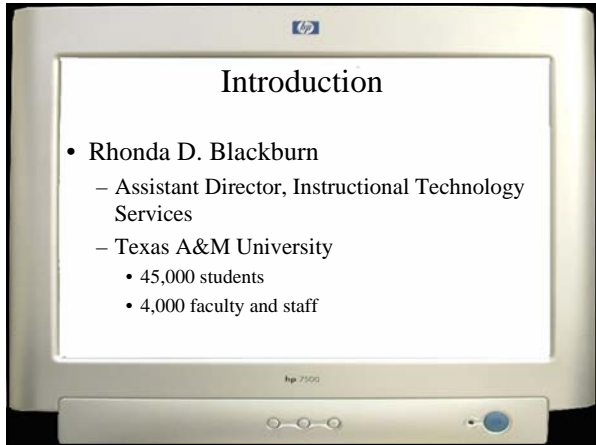 hp
Introduction
• Rhonda D. Blackburn
– Assistant Director, Instructional Technology
Services
– Texas A&M University
• 45,000 students
• 4,000 faculty and staff
hp 7500